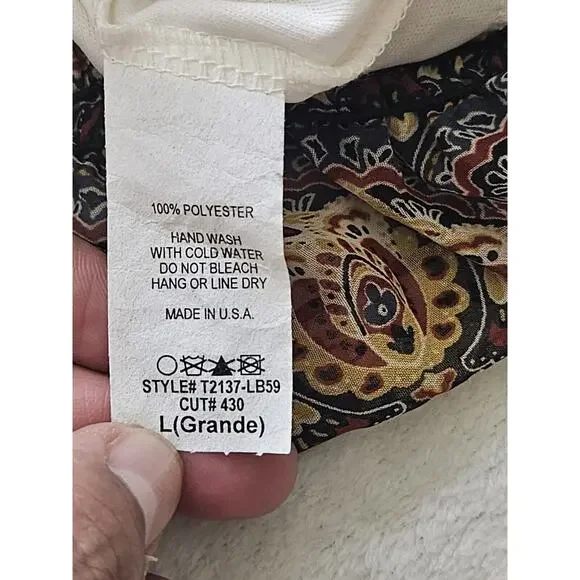 100% POLYESTER
HAND WASH
WITH COLD WATER
DO NOT BLEACH
HANG OR LINE DRY
MADE IN U.S.A.
STYLE# T2137-LB59
CUT# 430
L(Grande)